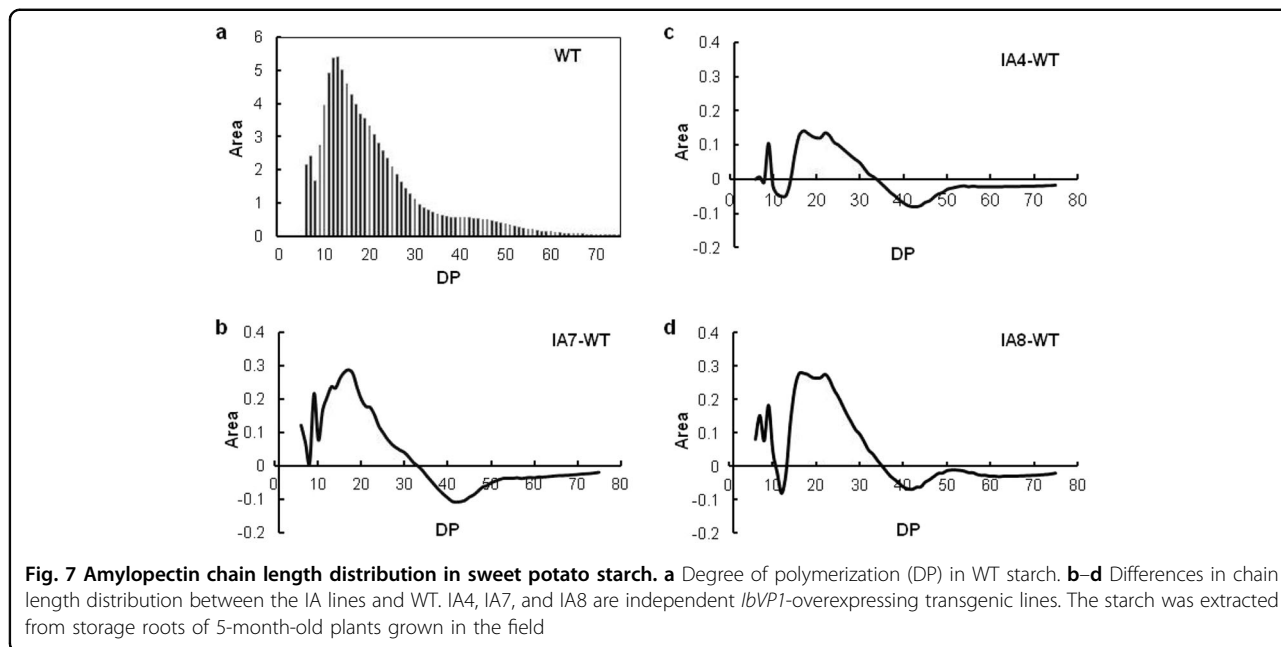 a
WT
6
5
4
3
2
1
0
Area
0 10 20 30 40 50 60 70
DP
c
IA4-WT
0.4
0.3
0.2
0.1
0
-0.1
-0.2
Area
0 10 20 30 40 50 60 70 80
DP
b
IA7-WT
0.4
0.3
0.2
0.1
0
-0.1
-0.2
Area
0 10 20 30 40 50 60 70 80
DP
d
IA8-WT
0.4
0.3
0.2
0.1
0
-0.1
-0.2
Area
0 10 20 30 40 50 60 70 80
DP
Fig. 7 Amylopectin chain length distribution in sweet potato starch. a Degree of polymerization (DP) in WT starch. b–d Differences in chain
length distribution between the IA lines and WT. IA4, IA7, and IA8 are independent IbVP1-overexpressing transgenic lines. The starch was extracted
from storage roots of 5-month-old plants grown in the field